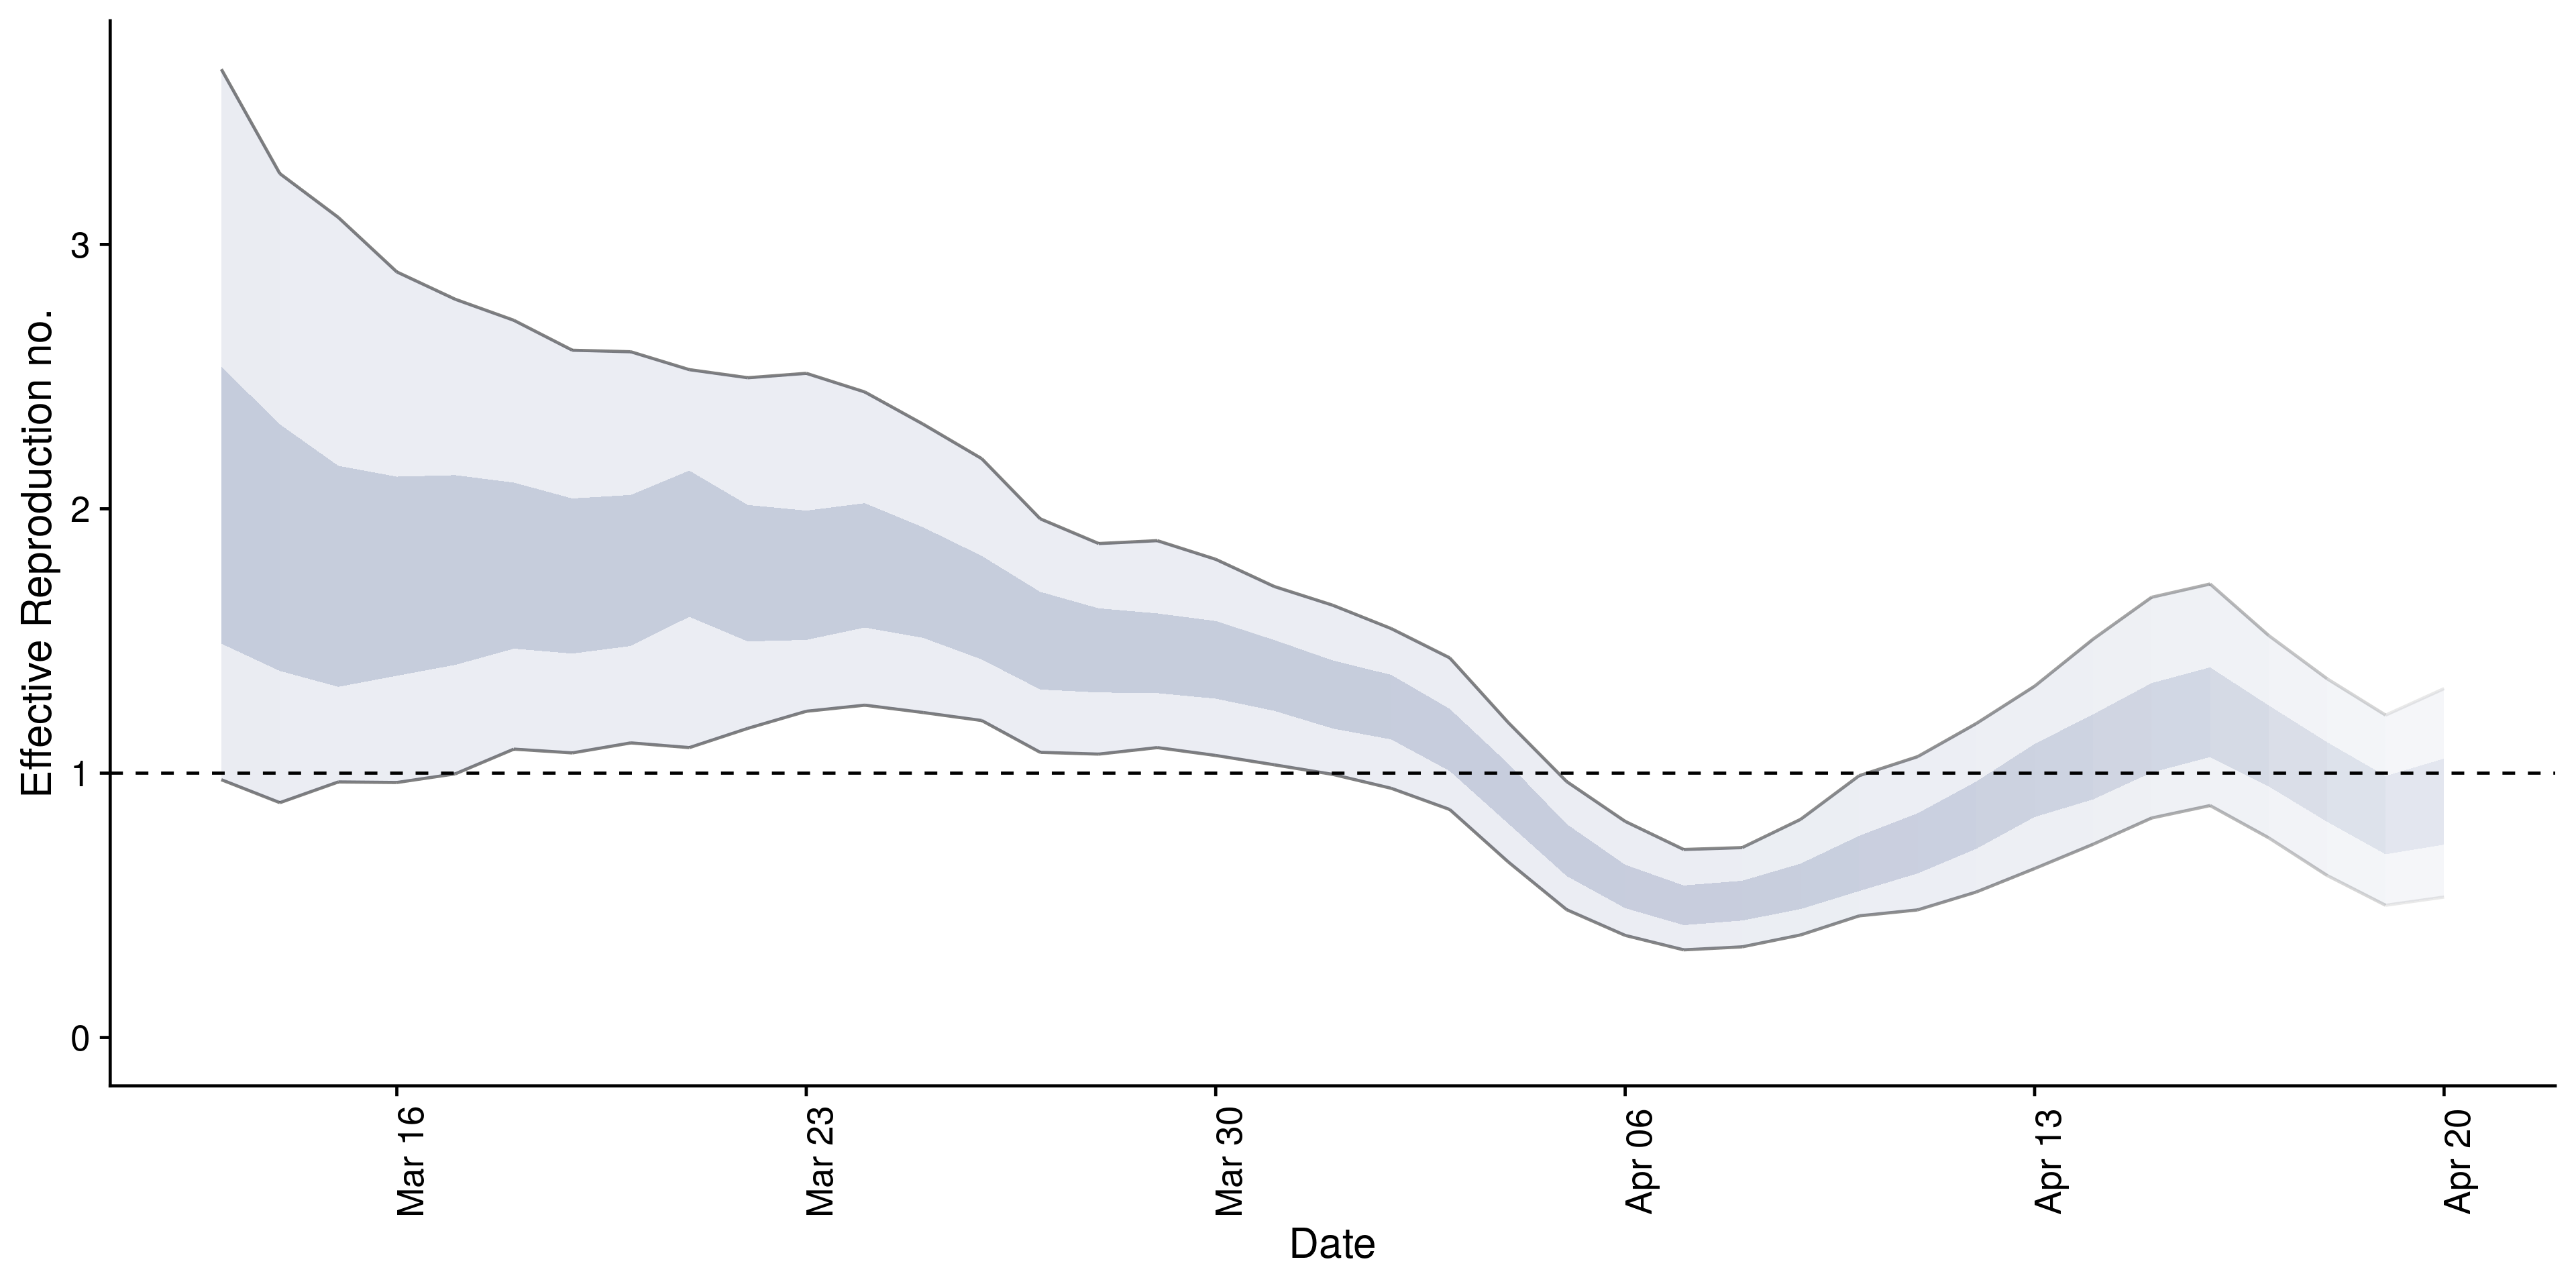 Effective Reproduction no.
3
2
1
0
Mar 16
Mar 23
Mar 30
Apr 06
Apr 13
Apr 20
Date